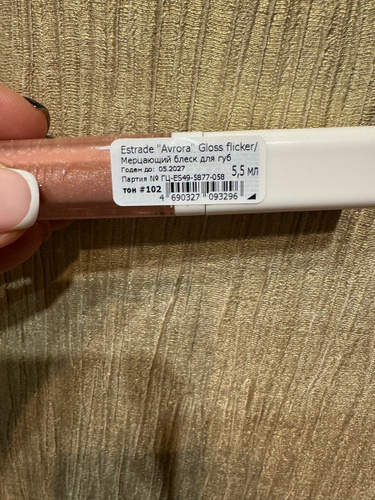 Estrade "Avrora" Gloss flicker/
Мерцающий блеск для губ
Годен до: 05.2027
Партия № ГЦ-ES49-5877-058
5,5 мл
тон #102
4 690327 093296